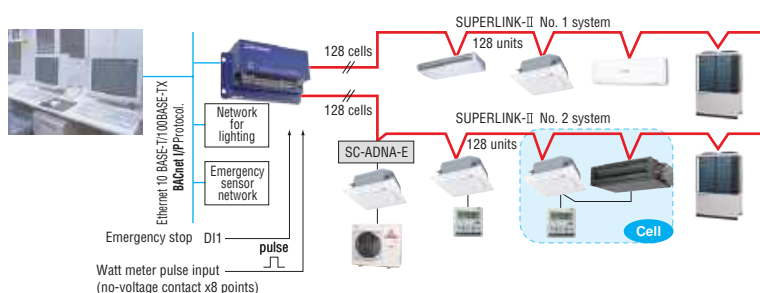 SUPERLINK-II No. 1 system
128 cells
128 units
128 cells
SUPERLINK-II No. 2 system
128 units
Ethernet 10 BASE-T/100BASE-TX
BACnet I/P Protocol.
Network
for
lighting
Emergency
sensor
network
SC-ADNA-E
Cell
Emergency stop DI1
pulse
Watt meter pulse input
(no-voltage contact x8 points)